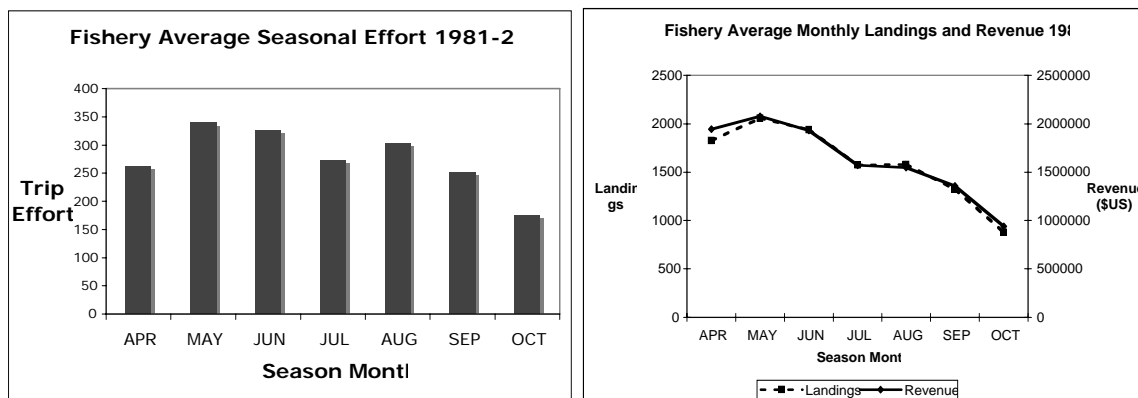 Fishery Average Seasonal Effort 1981-2
400
350
300
250
200
150
100
50
0
Trip
Effort
APR MAY JUN JUL AUG SEP OCT
Season Montl
Fishery Average Monthly Landings and Revenue 198
2500
2000
1500
1000
500
0
Landin
gs
2500000
2000000
1500000
1000000
500000
0
Revenue
($US)
APR MAY JUN JUL AUG SEP OCT
Season Mont
Landings Revenue